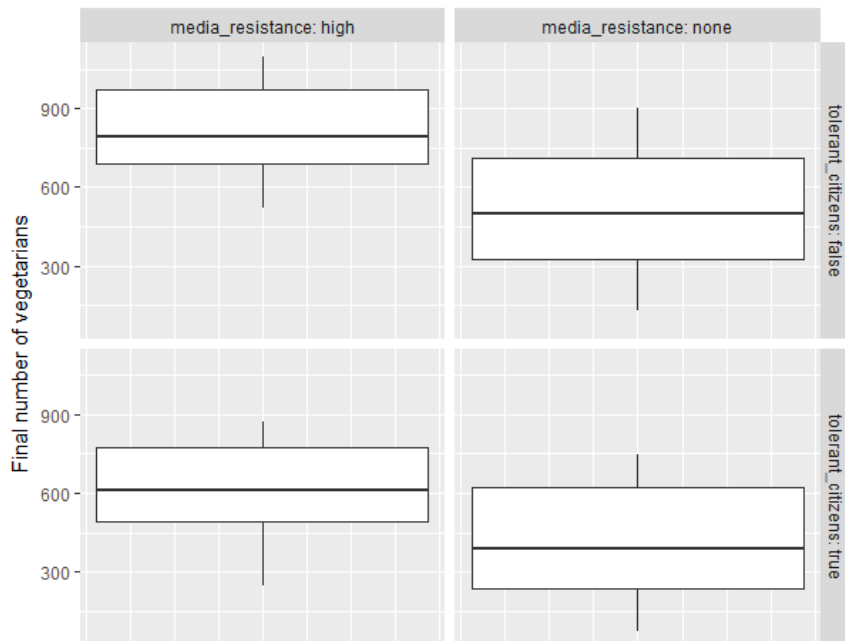 media_resistance: high
media_resistance: none
Final number of vegetarians
900
600
300
tolerant_citizens: false
900
600
300
tolerant_citizens: true